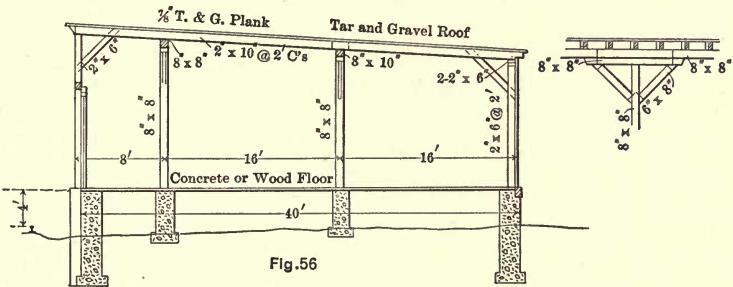 ⅞" T. & G. Plank
Tar and Gravel Roof
2" x 6"
8" x 8"
2" x 10" @ 2' C's
8" x 10"
2-2" x 6"
8" x 8"
8" x 8"
2 x 6" @ 2'
8'
16'
16'
Concrete or Wood Floor
40'
4'
8" x 8"
8" x 8"
6" x 8"
8" x 8"
Fig.56